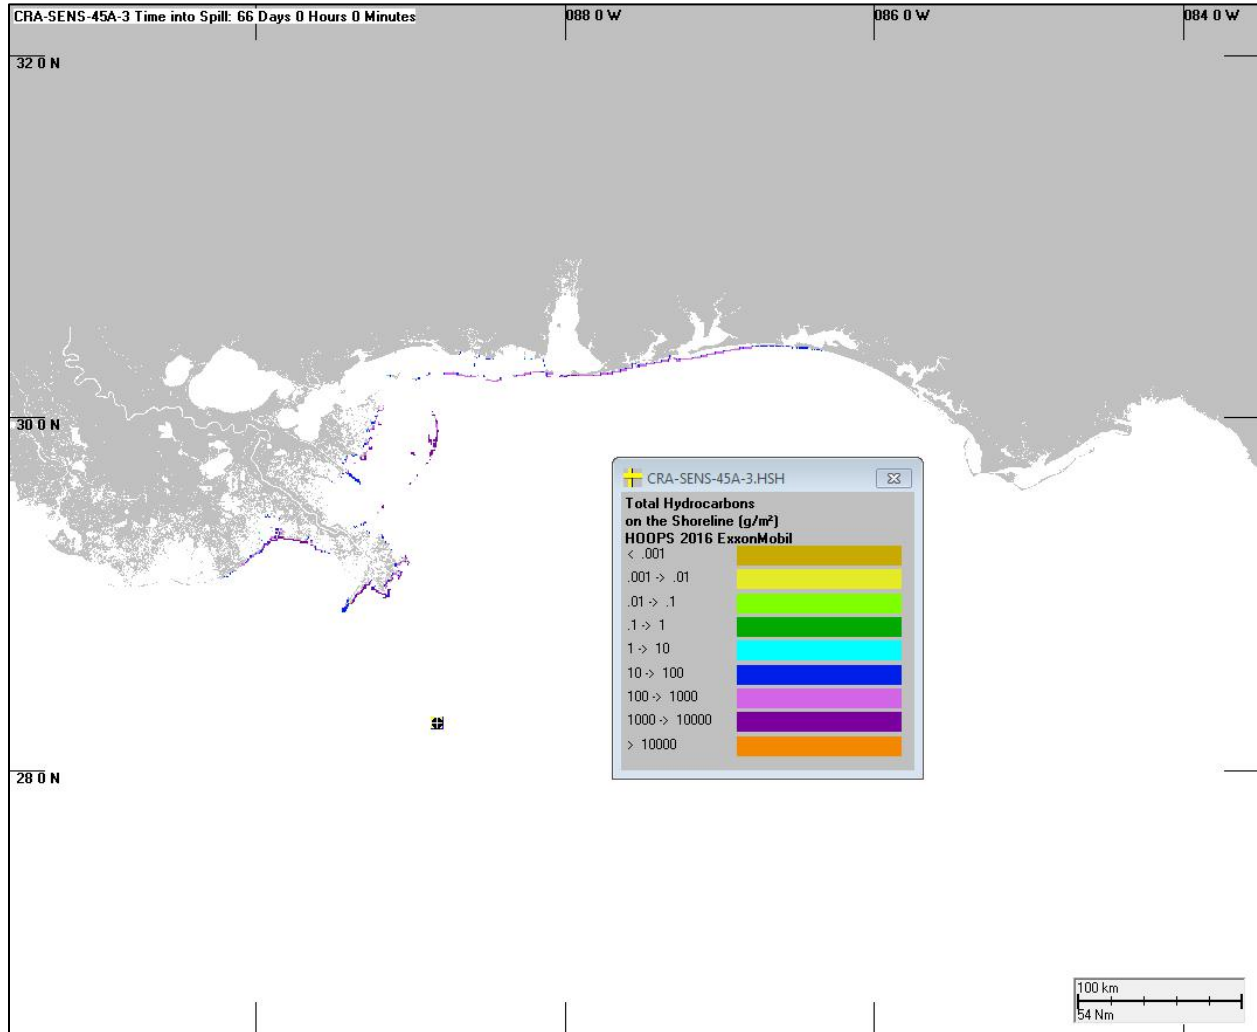 CRA-SENS-45A-3 Time into Spill: 66 Days 0 Hours 0 Minutes
088 0 W
086 0 W
084 0 W
32 0 N
30 0 N
28 0 N
CRA-SENS-45A-3.HSH
Total Hydrocarbons
on the Shoreline (g/m²)
HOOPS 2016 ExxonMobil
< .001
.001 -> .01
.01 -> .1
.1 -> 1
1 -> 10
10 -> 100
100 -> 1000
1000 -> 10000
> 10000
100 km
54 Nm